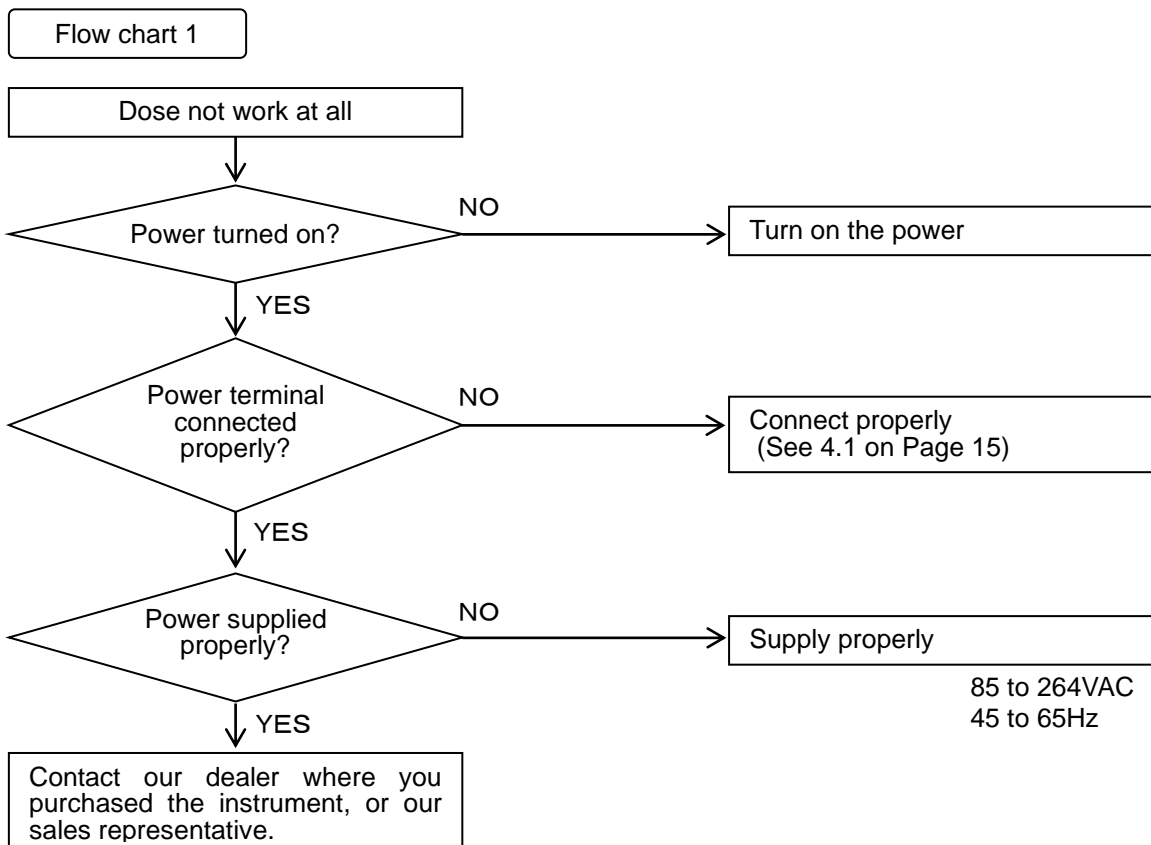 Flow chart 1
Dose not work at all
Power turned on?
NO
Turn on the power
YES
Power terminal
connected
properly?
NO
Connect properly
(See 4.1 on Page 15)
YES
Power supplied
properly?
NO
Supply properly
85 to 264VAC
45 to 65Hz
YES
Contact our dealer where you
purchased the instrument, or our
sales representative.